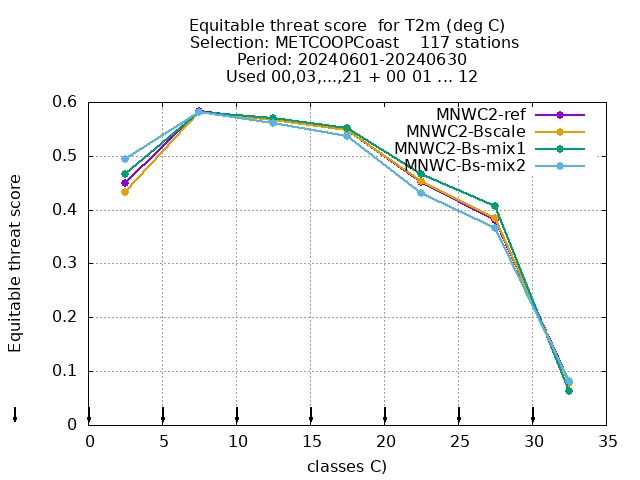 Equitable threat score  for T2m (deg C)
Selection: METCOOPCoast    117 stations
Period: 20240601-20240630
Used 00,03,...,21 + 00 01 ... 12
MNWC2-ref
MNWC2-Bscale
MNWC2-Bs-mix1
MNWC-Bs-mix2
Equitable threat score
0.6
0.5
0.4
0.3
0.2
0.1
0
0 5 10 15 20 25 30 35
classes C)